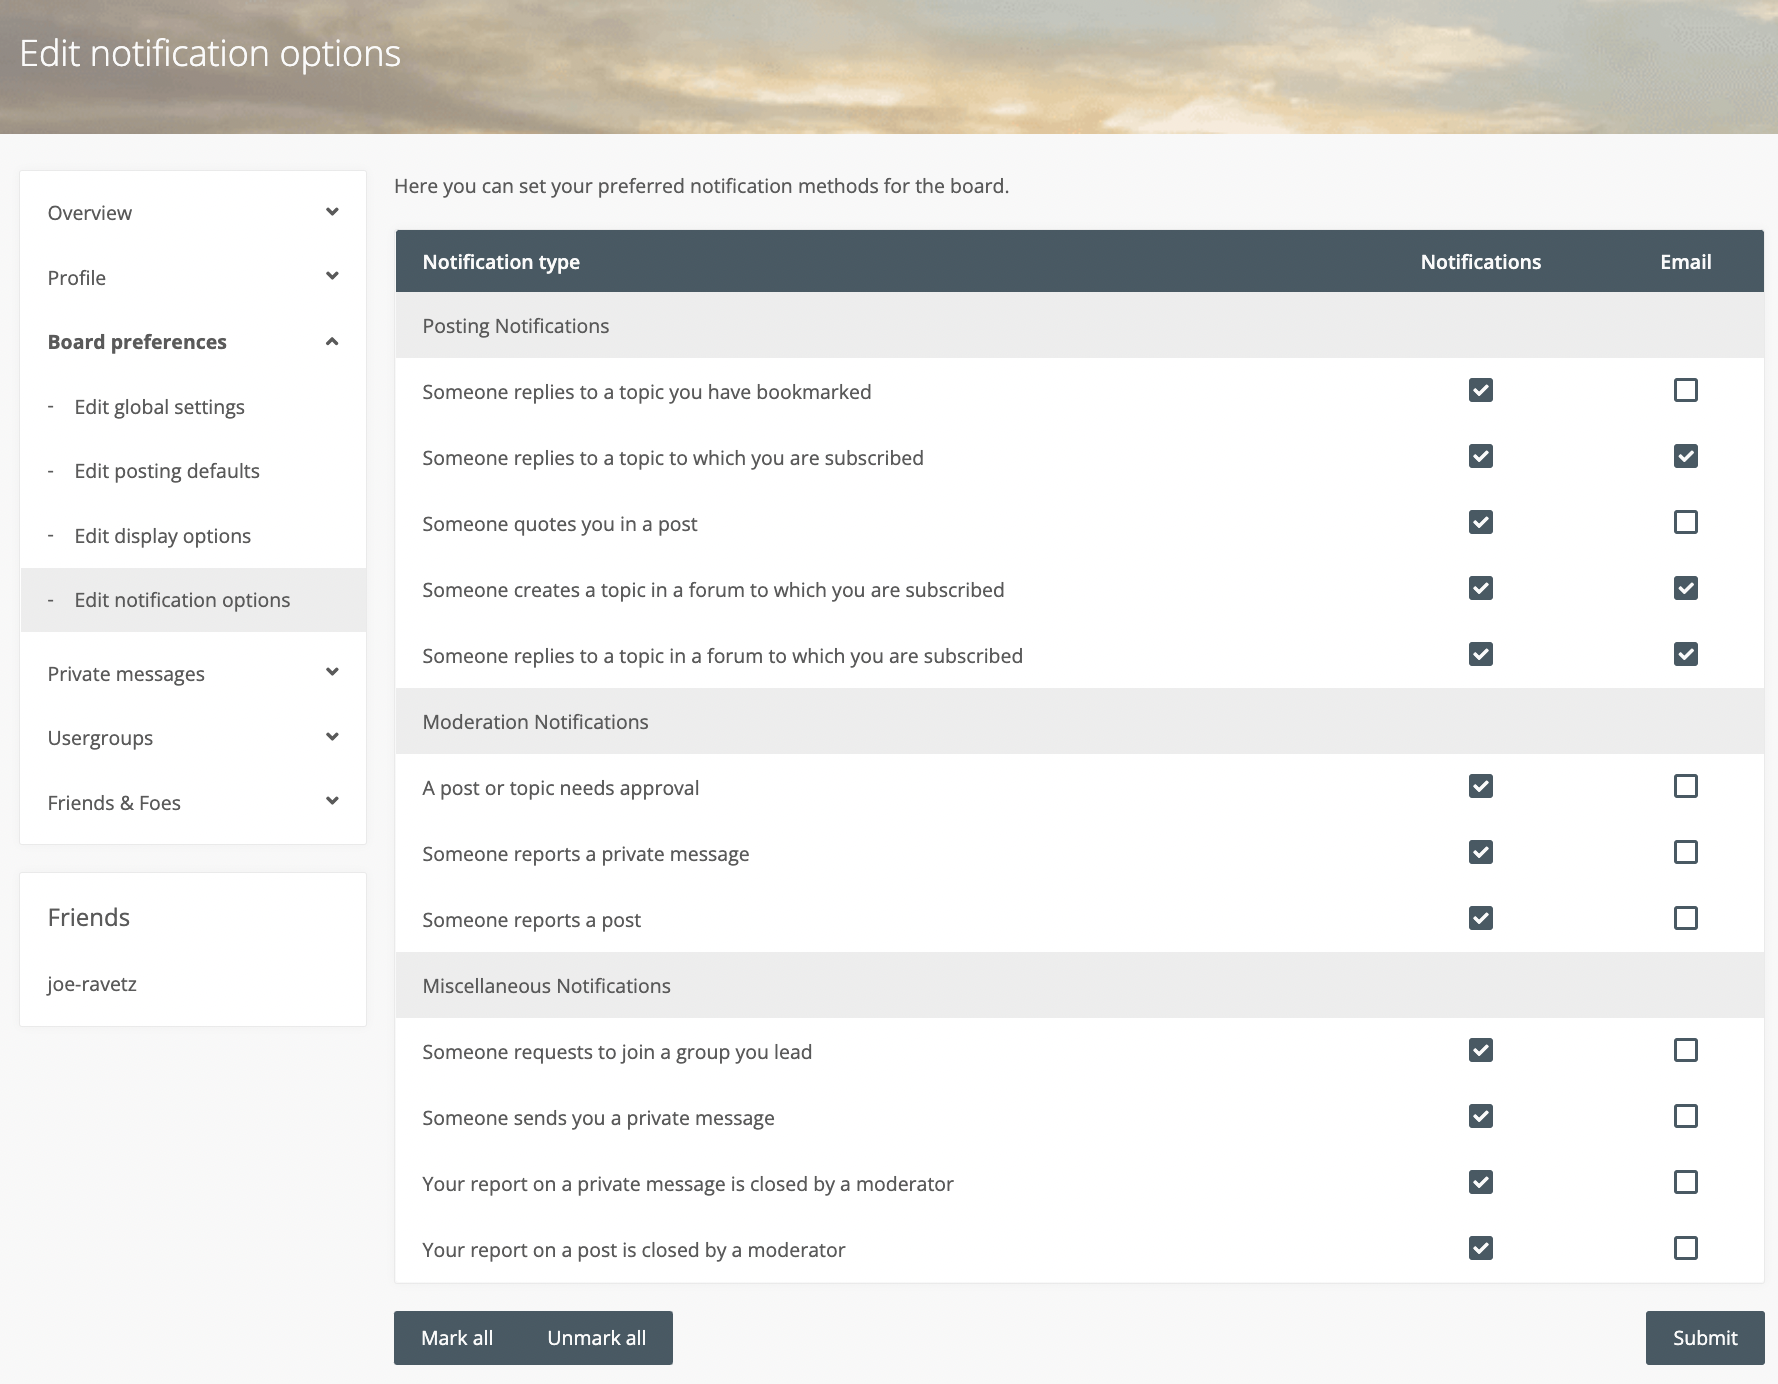 Edit notification options
Overview
Profile
Board preferences
- Edit global settings
- Edit posting defaults
- Edit display options
- Edit notification options
Private messages
Usergroups
Friends & Foes
Friends
joe-ravetz
Here you can set your preferred notification methods for the board.
Notification type Notifications Email
Posting Notifications
Someone replies to a topic you have bookmarked
Someone replies to a topic to which you are subscribed
Someone quotes you in a post
Someone creates a topic in a forum to which you are subscribed
Someone replies to a topic in a forum to which you are subscribed
Moderation Notifications
A post or topic needs approval
Someone reports a private message
Someone reports a post
Miscellaneous Notifications
Someone requests to join a group you lead
Someone sends you a private message
Your report on a private message is closed by a moderator
Your report on a post is closed by a moderator
Mark all Unmark all Submit